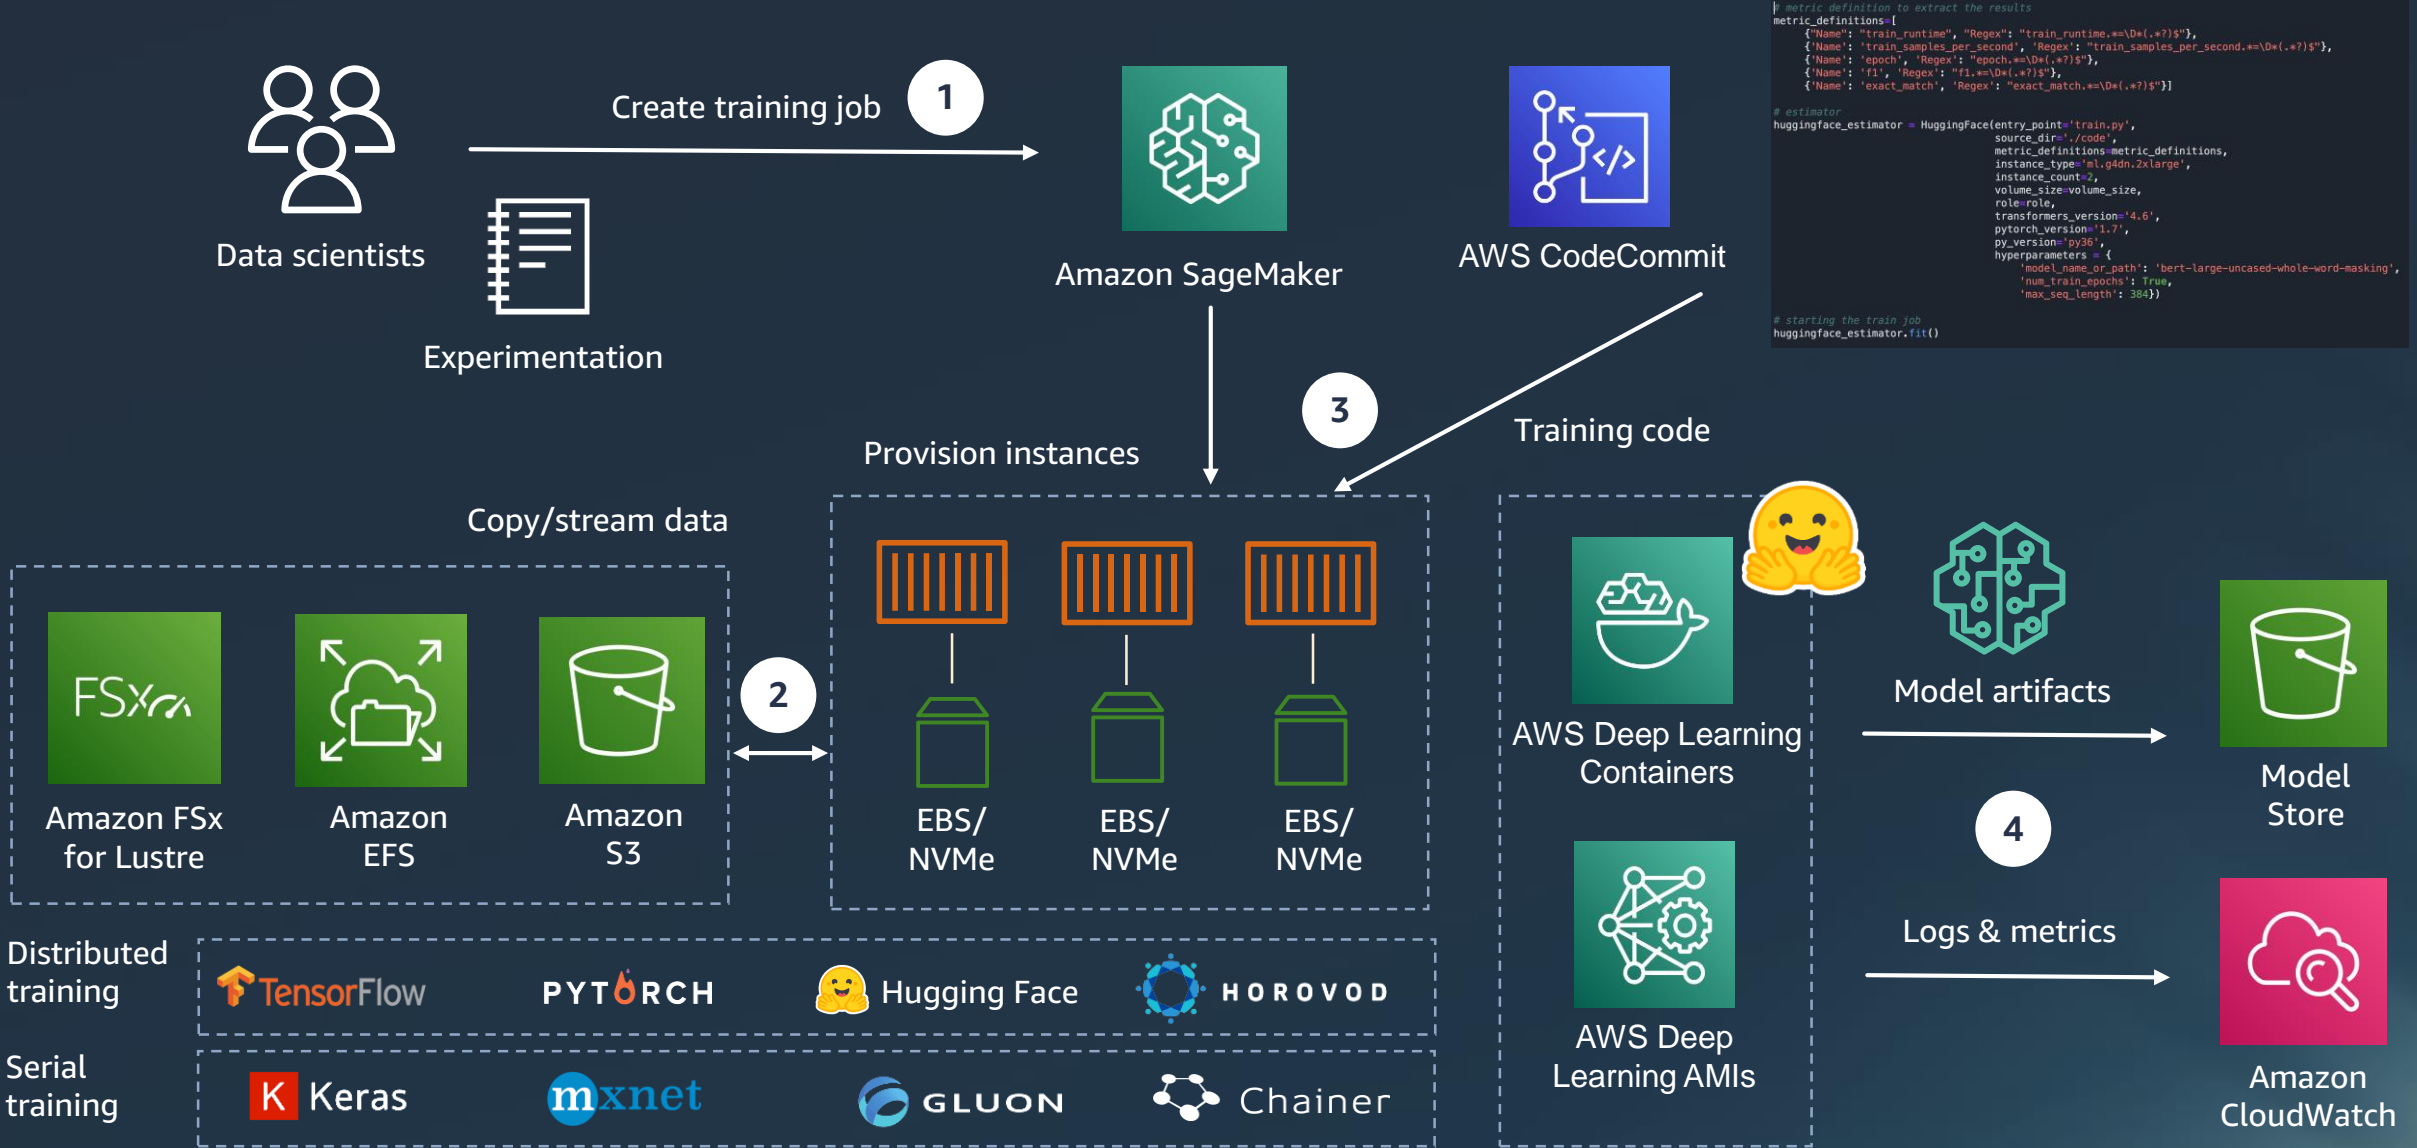 # metric definition to extract the results
metric_definitions=[
{"Name": "train_runtime", "Regex": "train_runtime.*=\D*(.*?)$"},
{'Name': 'train_samples_per_second', 'Regex': "train_samples_per_second.*=\D*(.*?)$"},
{'Name': 'epoch', 'Regex': "epoch.*=\D*(.*?)$"},
{'Name': 'f1', 'Regex': "f1.*=\D*(.*?)$"},
{'Name': 'exact_match', 'Regex': "exact_match.*=\D*(.*?)$"}]
# estimator
huggingface_estimator = HuggingFace(entry_point='train.py',
source_dir='./code',
metric_definitions=metric_definitions,
instance_type='ml.g4dn.2xlarge',
instance_count=2,
volume_size=volume_size,
role=role,
transformers_version='4.6',
pytorch_version='1.7',
py_version='py36',
hyperparameters = {
'model_name_or_path': 'bert-large-uncased-whole-word-masking',
'num_train_epochs': True,
'max_seq_length': 384})
# starting the train job
huggingface_estimator.fit()
Create training job
1
Data scientists
Experimentation
Amazon SageMaker
AWS CodeCommit
3
Training code
Provision instances
Copy/stream data
FSx
Amazon FSx
for Lustre
Amazon
EFS
Amazon
S3
2
EBS/
NVMe
EBS/
NVMe
EBS/
NVMe
AWS Deep Learning
Containers
AWS Deep
Learning AMIs
Model artifacts
4
Logs & metrics
Model
Store
Amazon
CloudWatch
Distributed
training
TensorFlow
PYTORCH
Hugging Face
HOROVOD
Serial
training
K Keras
mxnet
GLUON
Chainer